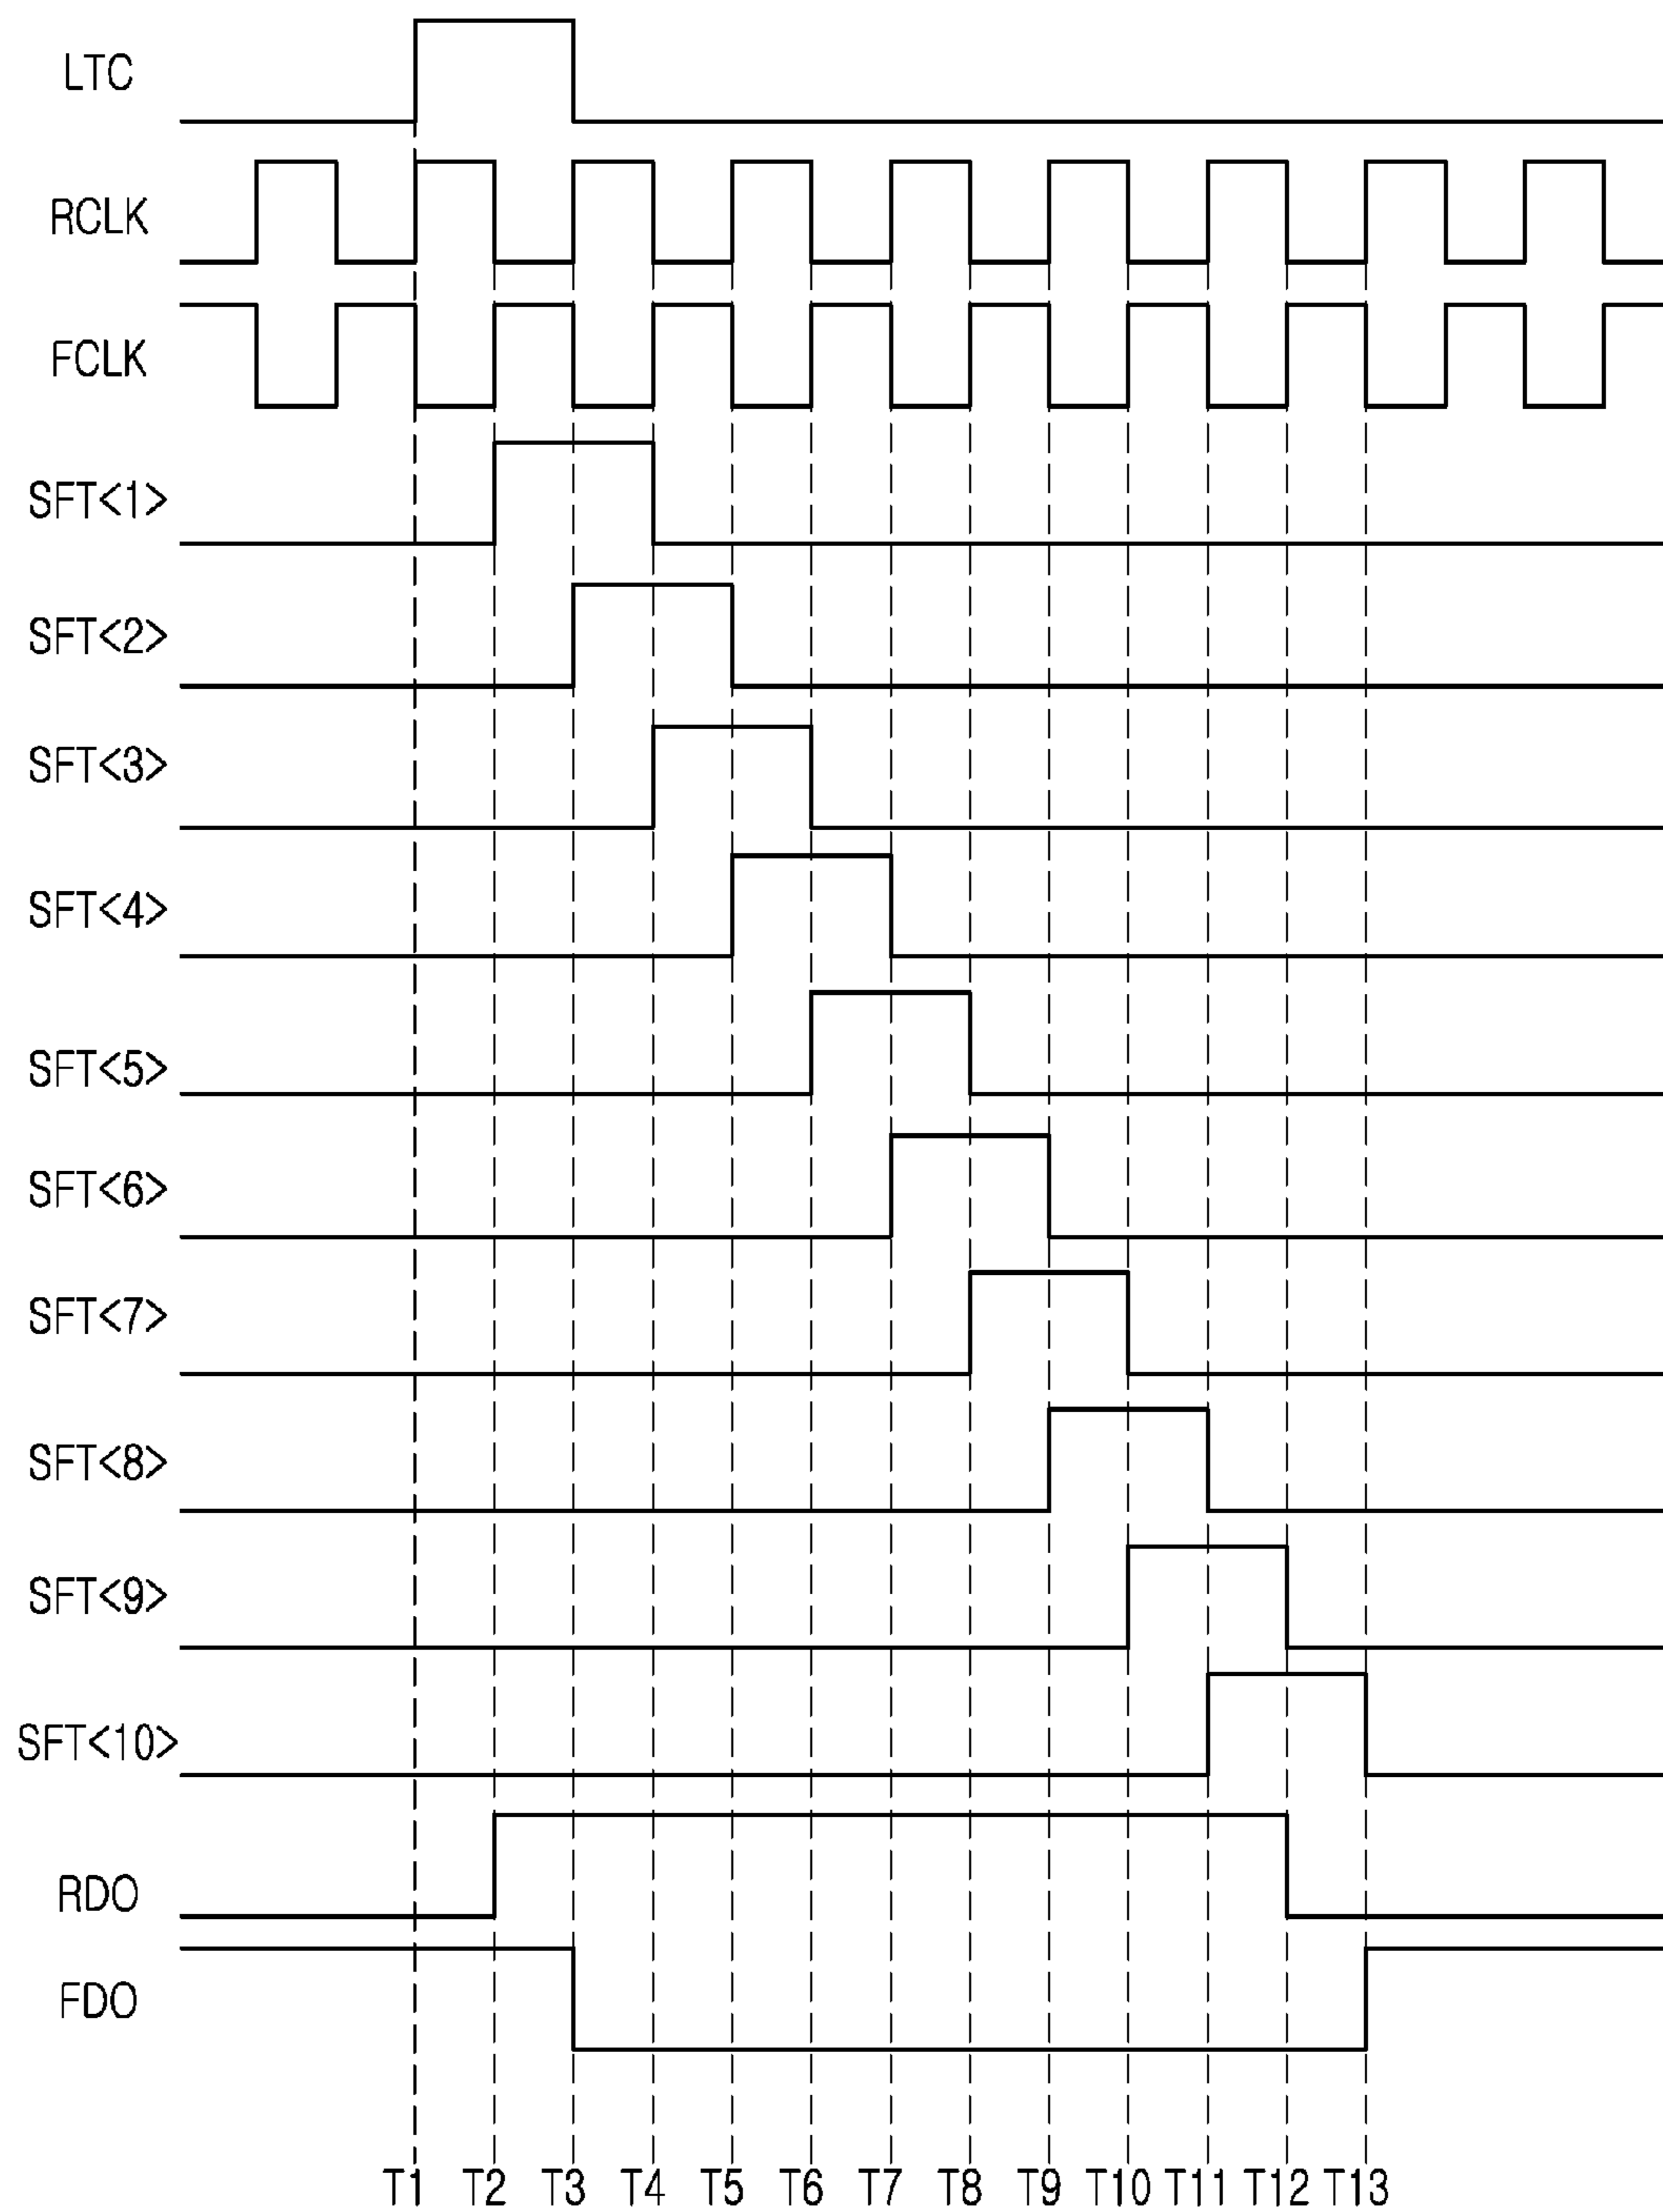 LTC
RCLK
FCLK
SFT<1>
SFT<2>
SFT<3>
SFT<4>
SFT<5>
SFT<6>
SFT<7>
SFT<8>
SFT<9>
SFT<10>
RDO
FDO
T1 T2 T3 T4 T5 T6 T7 T8 T9 T10 T11 T12 T13